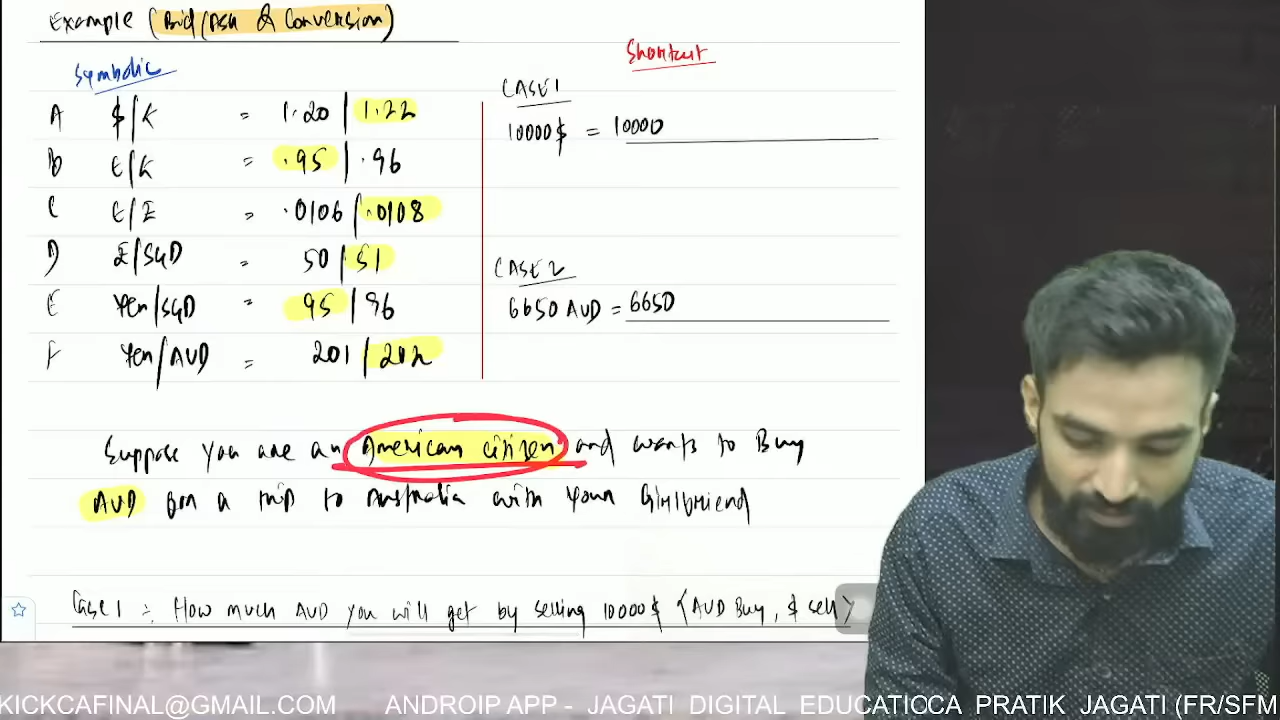 Example (Bid/Ask & Conversion)
Symbolic
Shortcut
A $/K = 1.20 | 1.22
B £/K = .95 | .96
C £/I = .0106 | .0108
D I/SGD = 50 | 51
E Yen/SGD = 95 | 96
F Yen/AUD = 201 | 202
CASE 1
10000$ = 10000
CASE 2
6650 AUD = 6650
Suppose you are an American citizen and wants to Buy
AUD for a trip to Australia with your Girlfriend
Case 1 : How much AUD you will get by selling 10000$ {AUD Buy, $ sell}
KICKCAFINAL@GMAIL.COM ANDROIP APP - JAGATI DIGITAL EDUCATIOCA PRATIK JAGATI (FR/SFM